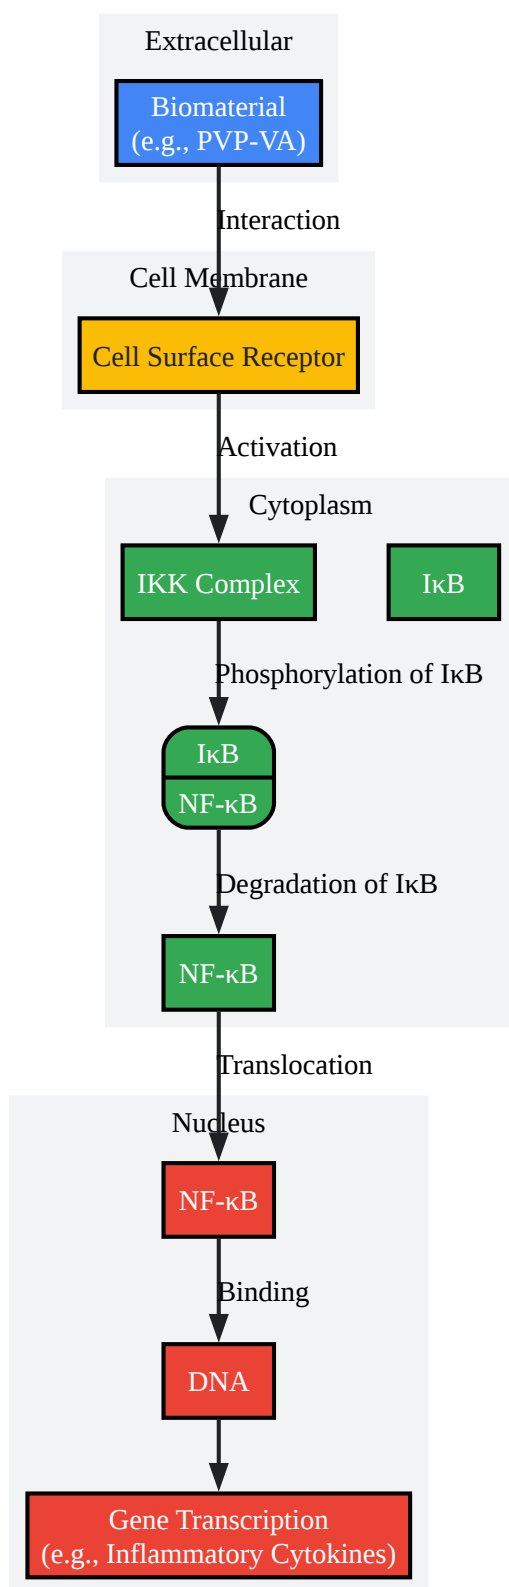 Extracellular
Biomaterial
(e.g., PVP-VA)
Interaction
Cell Membrane
Cell Surface Receptor
Activation
Cytoplasm
IKK Complex
IκB
Phosphorylation of IκB
IκB
NF-κB
Degradation of IκB
NF-κB
Translocation
Nucleus
NF-κB
Binding
DNA
Gene Transcription
(e.g., Inflammatory Cytokines)